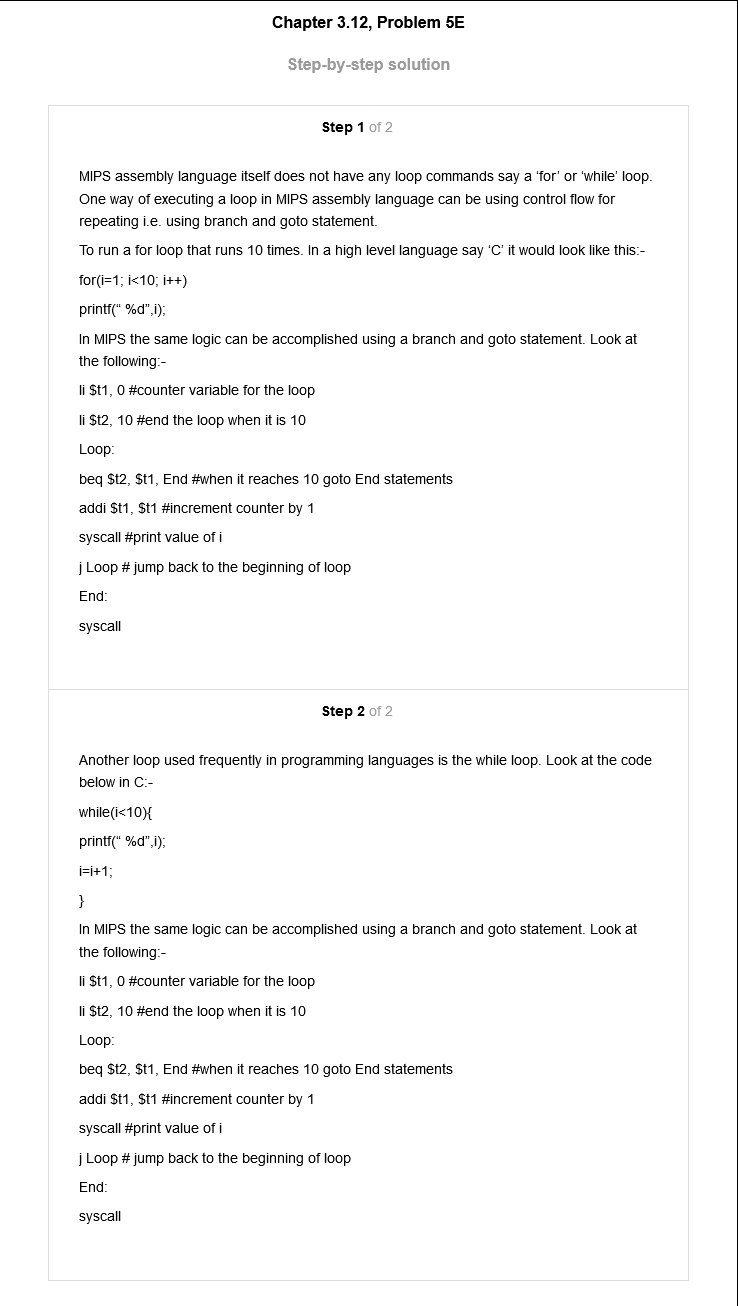 Chapter 3.12, Problem 5E
Step-by-step solution
Step 1 of 2
MIPS assembly language itself does not have any loop commands say a ‘for’ or ‘while’ loop.
One way of executing a loop in MIPS assembly language can be using control flow for
repeating i.e. using branch and goto statement.
To run a for loop that runs 10 times. In a high level language say ‘C’ it would look like this:-
for(i=1; i<10; i++)
printf(“ %d”,i);
In MIPS the same logic can be accomplished using a branch and goto statement. Look at
the following:-
li $t1, 0 #counter variable for the loop
li $t2, 10 #end the loop when it is 10
Loop:
beq $t2, $t1, End #when it reaches 10 goto End statements
addi $t1, $t1 #increment counter by 1
syscall #print value of i
j Loop # jump back to the beginning of loop
End:
syscall
Step 2 of 2
Another loop used frequently in programming languages is the while loop. Look at the code
below in C:-
while(i<10){
printf(“ %d”,i);
i=i+1;
}
In MIPS the same logic can be accomplished using a branch and goto statement. Look at
the following:-
li $t1, 0 #counter variable for the loop
li $t2, 10 #end the loop when it is 10
Loop:
beq $t2, $t1, End #when it reaches 10 goto End statements
addi $t1, $t1 #increment counter by 1
syscall #print value of i
j Loop # jump back to the beginning of loop
End:
syscall